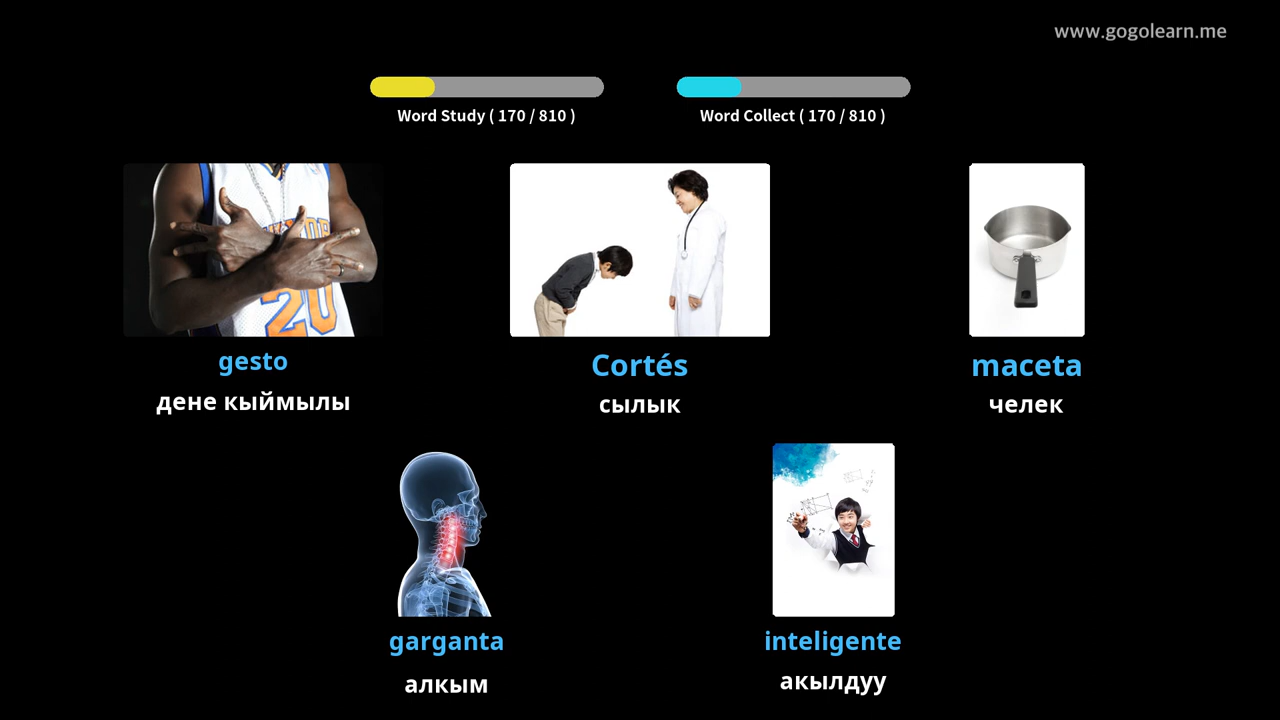 www.gogolearn.me
Word Study ( 170 / 810 )
Word Collect ( 170 / 810 )
20
gesto
дене кыймылы
Cortés
сылык
maceta
челек
garganta
алкым
inteligente
акылдуу